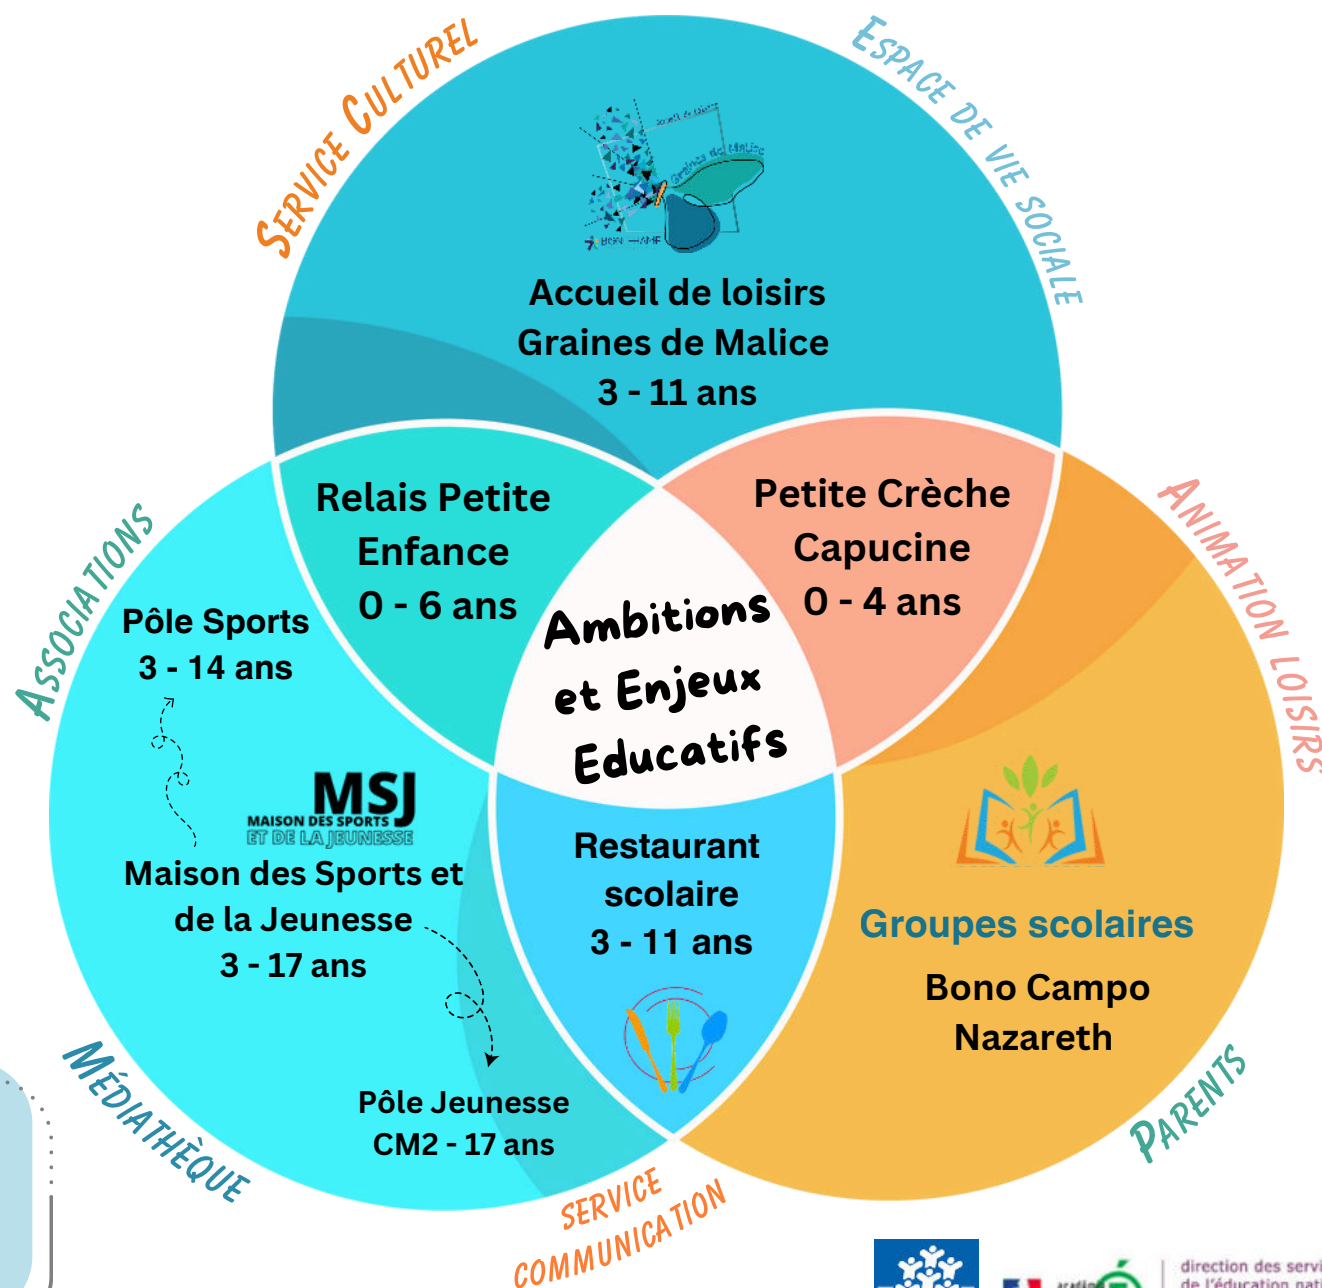 SERVICE CULTUREL
ESPACE DE VIE SOCIALE
Accueil de loisirs
Graines de Malice
Graines de Malice
3 - 11 ans
Relais Petite
Enfance
0 - 6 ans
Petite Crèche
Capucine
0 - 4 ans
ASSOCIATIONS
ANIMATION LOISIRS
Ambitions
et Enjeux
Educatifs
Pôle Sports
3 - 14 ans
MSJ
MAISON DES SPORTS
ET DE LA JEUNESSE
Maison des Sports et
de la Jeunesse
3 - 17 ans
Restaurant
scolaire
3 - 11 ans
Groupes scolaires
Bono Campo
Nazareth
Pôle Jeunesse
CM2 - 17 ans
MÉDIATHÈQUE
PARENTS
SERVICE
COMMUNICATION
direction des servi
de l'éducation nat